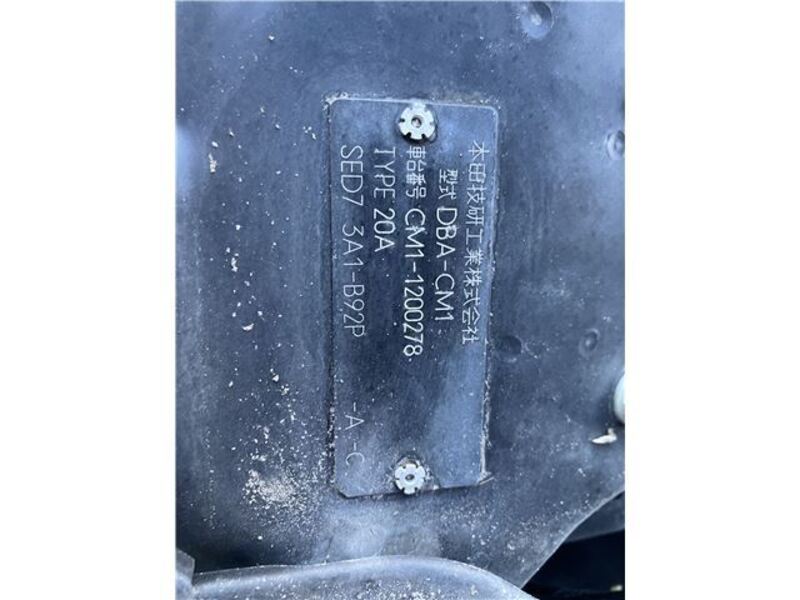 本田技研工業株式会社
型式 DBA-CM1
車台番号 CM1-1200278
TYPE 20A
SED7 3A1-B92P -A -C